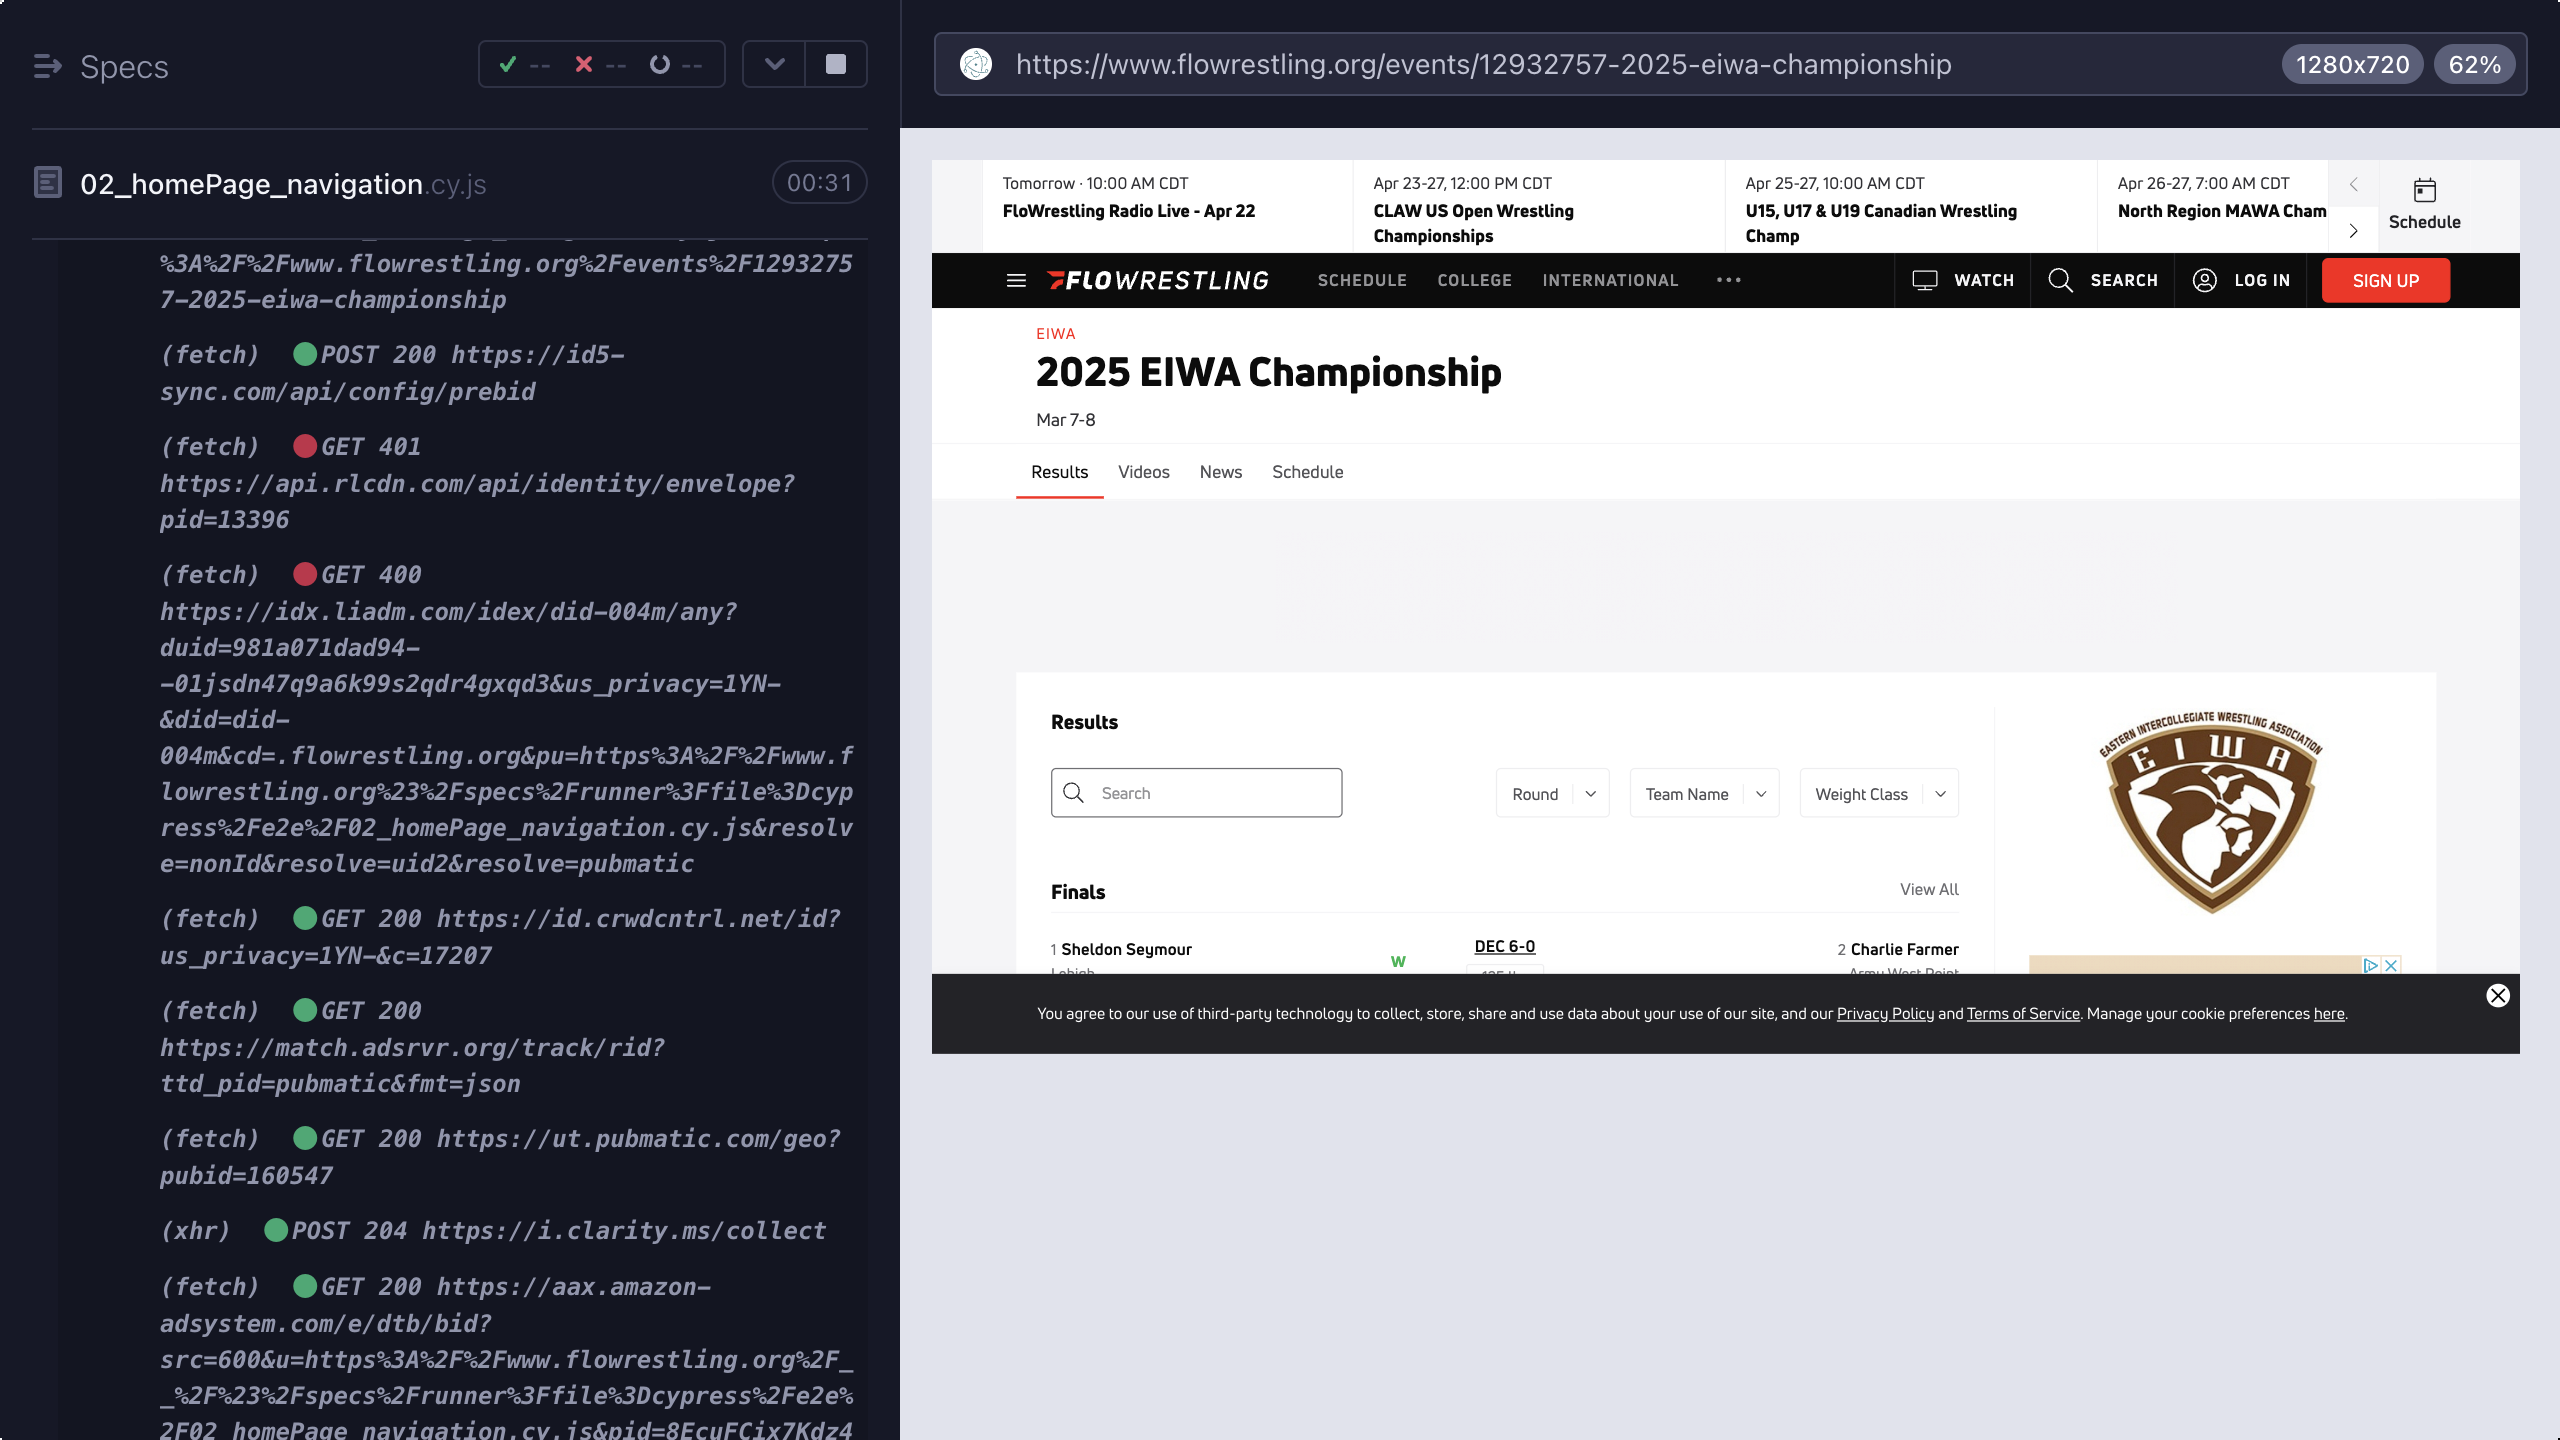 Specs
-- -- --
02_homePage_navigation.cy.js
00:31
%3A%2F%2Fwww.flowrestling.org%2Fevents%2F1293275
7-2025-eiwa-championship
(fetch) POST 200 https://id5-
sync.com/api/config/prebid
(fetch) GET 401
https://api.rlcdn.com/api/identity/envelope?
pid=13396
(fetch) GET 400
https://idx.liadm.com/idex/did-004m/any?
duid=981a071dad94-
-01jsdn47q9a6k99s2qdr4gxqd3&us_privacy=1YN-
&did=did-
004m&cd=.flowrestling.org&pu=https%3A%2F%2Fwww.f
lowrestling.org%23%2Fspecs%2Frunner%3Ffile%3Dcyp
ress%2Fe2e%2F02_homePage_navigation.cy.js&resolv
e=nonId&resolve=uid2&resolve=pubmatic
(fetch) GET 200 https://id.crwdcntrl.net/id?
us_privacy=1YN-&c=17207
(fetch) GET 200
https://match.adsrvr.org/track/rid?
ttd_pid=pubmatic&fmt=json
(fetch) GET 200 https://ut.pubmatic.com/geo?
pubid=160547
(xhr) POST 204 https://i.clarity.ms/collect
(fetch) GET 200 https://aax.amazon-
adsystem.com/e/dtb/bid?
src=600&u=https%3A%2F%2Fwww.flowrestling.org%2F_
_%2F%23%2Fspecs%2Frunner%3Ffile%3Dcypress%2Fe2e%
2F02_homePage_navigation.cy.js&pid=8EcuFCix7Kdz4
https://www.flowrestling.org/events/12932757-2025-eiwa-championship
1280x720
62%
Tomorrow · 10:00 AM CDT
FloWrestling Radio Live - Apr 22
Apr 23-27, 12:00 PM CDT
CLAW US Open Wrestling
Championships
Apr 25-27, 10:00 AM CDT
U15, U17 & U19 Canadian Wrestling
Champ
Apr 26-27, 7:00 AM CDT
North Region MAWA Cham
Schedule
FLOWRESTLING
SCHEDULE
COLLEGE
INTERNATIONAL
WATCH
SEARCH
LOG IN
SIGN UP
EIWA
2025 EIWA Championship
Mar 7-8
Results
Videos
News
Schedule
Results
Search
Round
Team Name
Weight Class
EASTERN INTERCOLLEGIATE WRESTLING ASSOCIATION
EIWA
Finals
View All
1 Sheldon Seymour
Lehigh
W
DEC 6-0
2 Charlie Farmer
Army West Point
You agree to our use of third-party technology to collect, store, share and use data about your use of our site, and our Privacy Policy and Terms of Service. Manage your cookie preferences here.